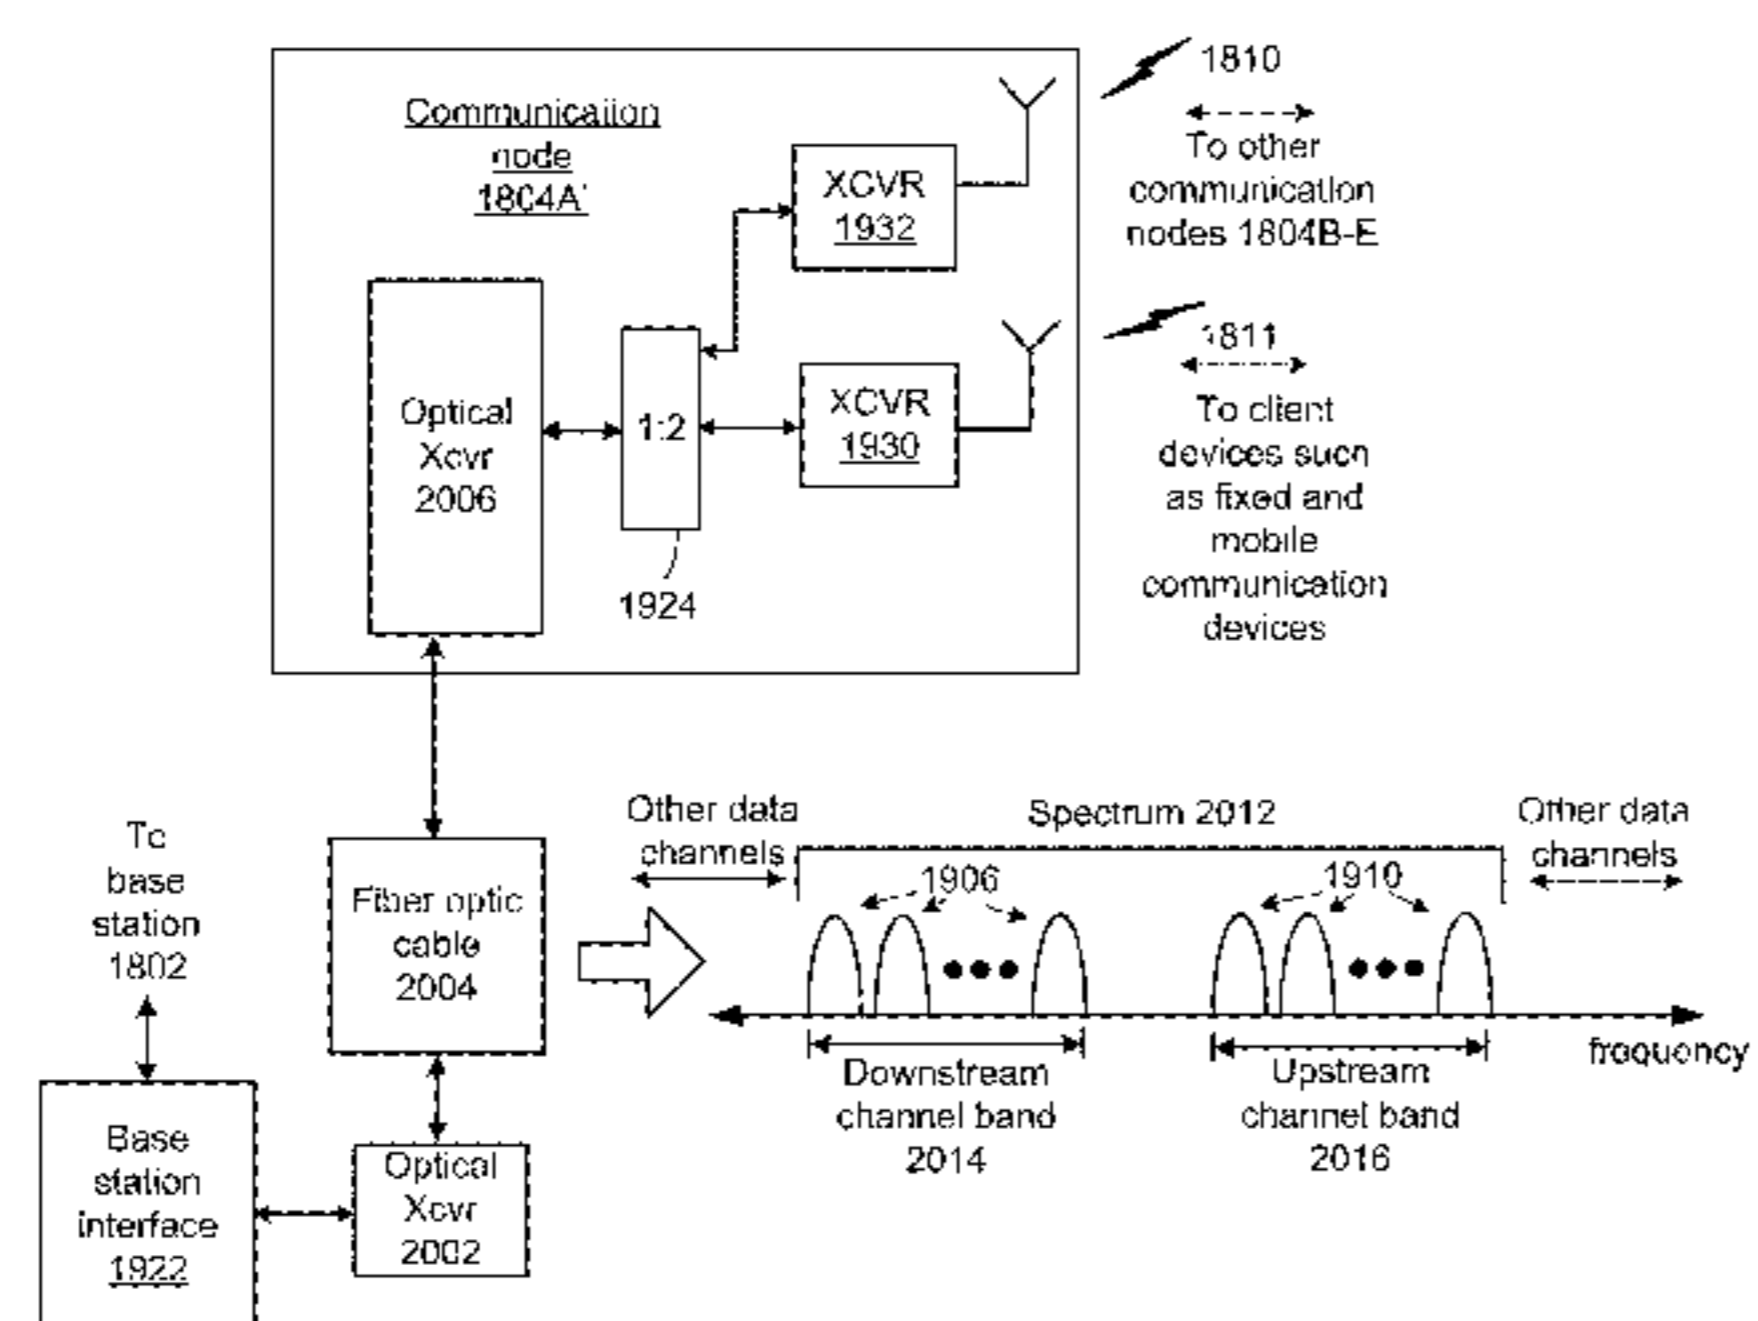 Communication
node
1804A'
XCVR
1932
1810
To other
communication
nodes 1804B-E
Optical
Xcvr
2006
1:2
XCVR
1930
1924
1811
To client
devices such
as fixed and
mobile
communication
devices
To
base
station
1802
Fiber optic
cable
2004
Other data
channels
Spectrum 2012
Other data
channels
1906
1910
frequency
Downstream
channel band
2014
Upstream
channel band
2016
Base
station
interface
1922
Optical
Xcvr
2002